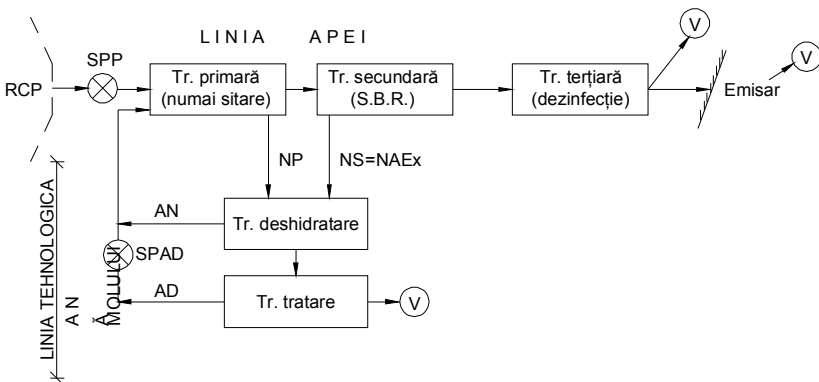 LINIA APEI
V
V
SPP
RCP
Tr. primară
(numai sitare)
Tr. secundară
(S.B.R.)
Tr. terțiară
(dezinfecție)
Emisar
NP
NS=NAEx
AN
Tr. deshidratare
SPAD
AD
Tr. tratare
V
LINIA TEHNOLOGICA
A N
Ă
MOLULUI